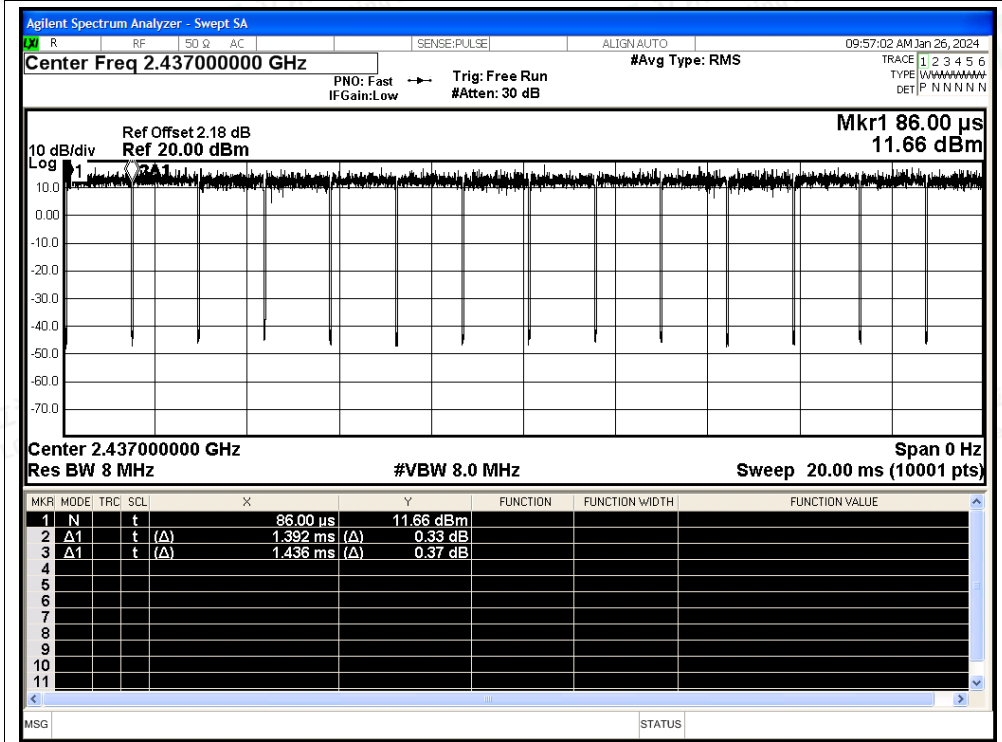 Agilent Spectrum Analyzer - Swept SA
LXI R RF 50 Ω AC SENSE:PULSE ALIGN AUTO 09:57:02 AM Jan 26, 2024
Center Freq 2.437000000 GHz #Avg Type: RMS TRACE 1 2 3 4 5 6
PNO: Fast Trig: Free Run TYPE
IFGain:Low #Atten: 30 dB DET P N N N N N
Mkr1 86.00 µs
Ref Offset 2.18 dB
10 dB/div Ref 20.00 dBm 11.66 dBm
Log
1 3Δ1
10.0
0.00
-10.0
-20.0
-30.0
-40.0
-50.0
-60.0
-70.0
Center 2.437000000 GHz Span 0 Hz
Res BW 8 MHz #VBW 8.0 MHz Sweep 20.00 ms (10001 pts)
MKR MODE TRC SCL X Y FUNCTION FUNCTION WIDTH FUNCTION VALUE
1 N t 86.00 µs 11.66 dBm
2 Δ1 t (Δ) 1.392 ms (Δ) 0.33 dB
3 Δ1 t (Δ) 1.436 ms (Δ) 0.37 dB
4
5
6
7
8
9
10
11
MSG STATUS